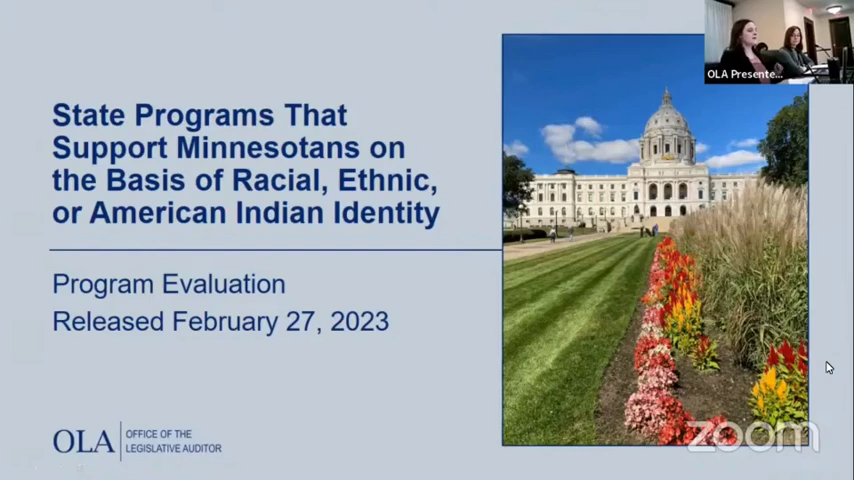 OLA Presente...
State Programs That
Support Minnesotans on
the Basis of Racial, Ethnic,
or American Indian Identity
Program Evaluation
Released February 27, 2023
OLA
OFFICE OF THE
LEGISLATIVE AUDITOR
zoom